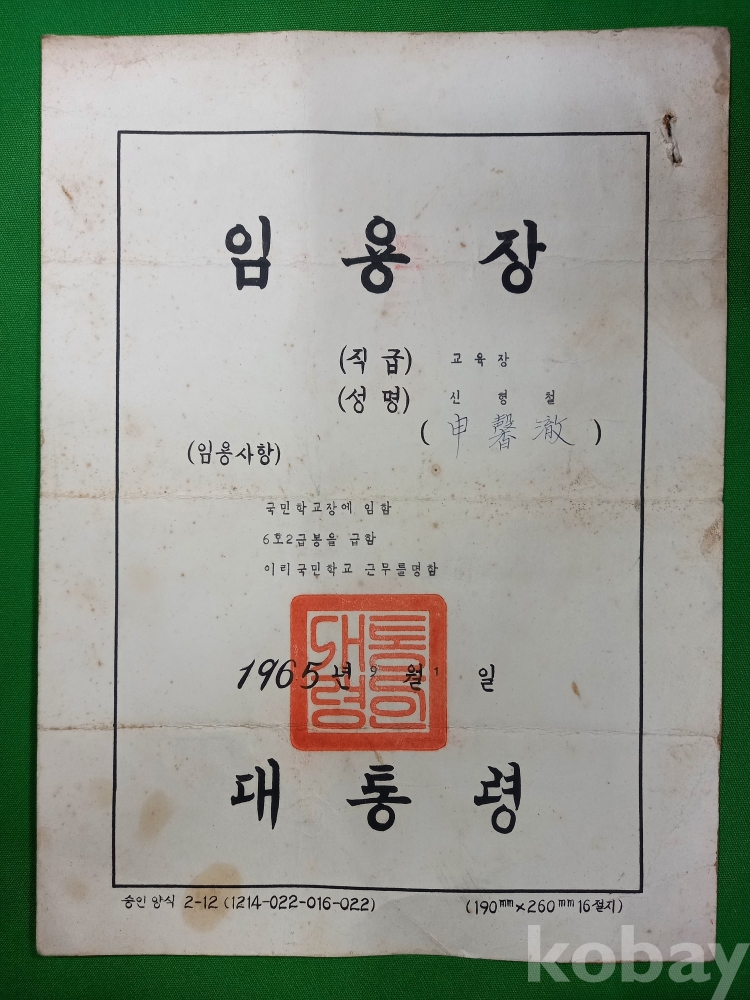 임용장
(직급) 교육장
(성명) 신형철
(申馨澈)
(임용사항)
국민학교장에 임함
6호2급봉을 급함
이리국민학교 근무를명함
1965년 9월 1일
대통령의인
대통령
승인 양식 2-12 (1214-022-016-022)
(190mm×260mm 16절지)
kobay